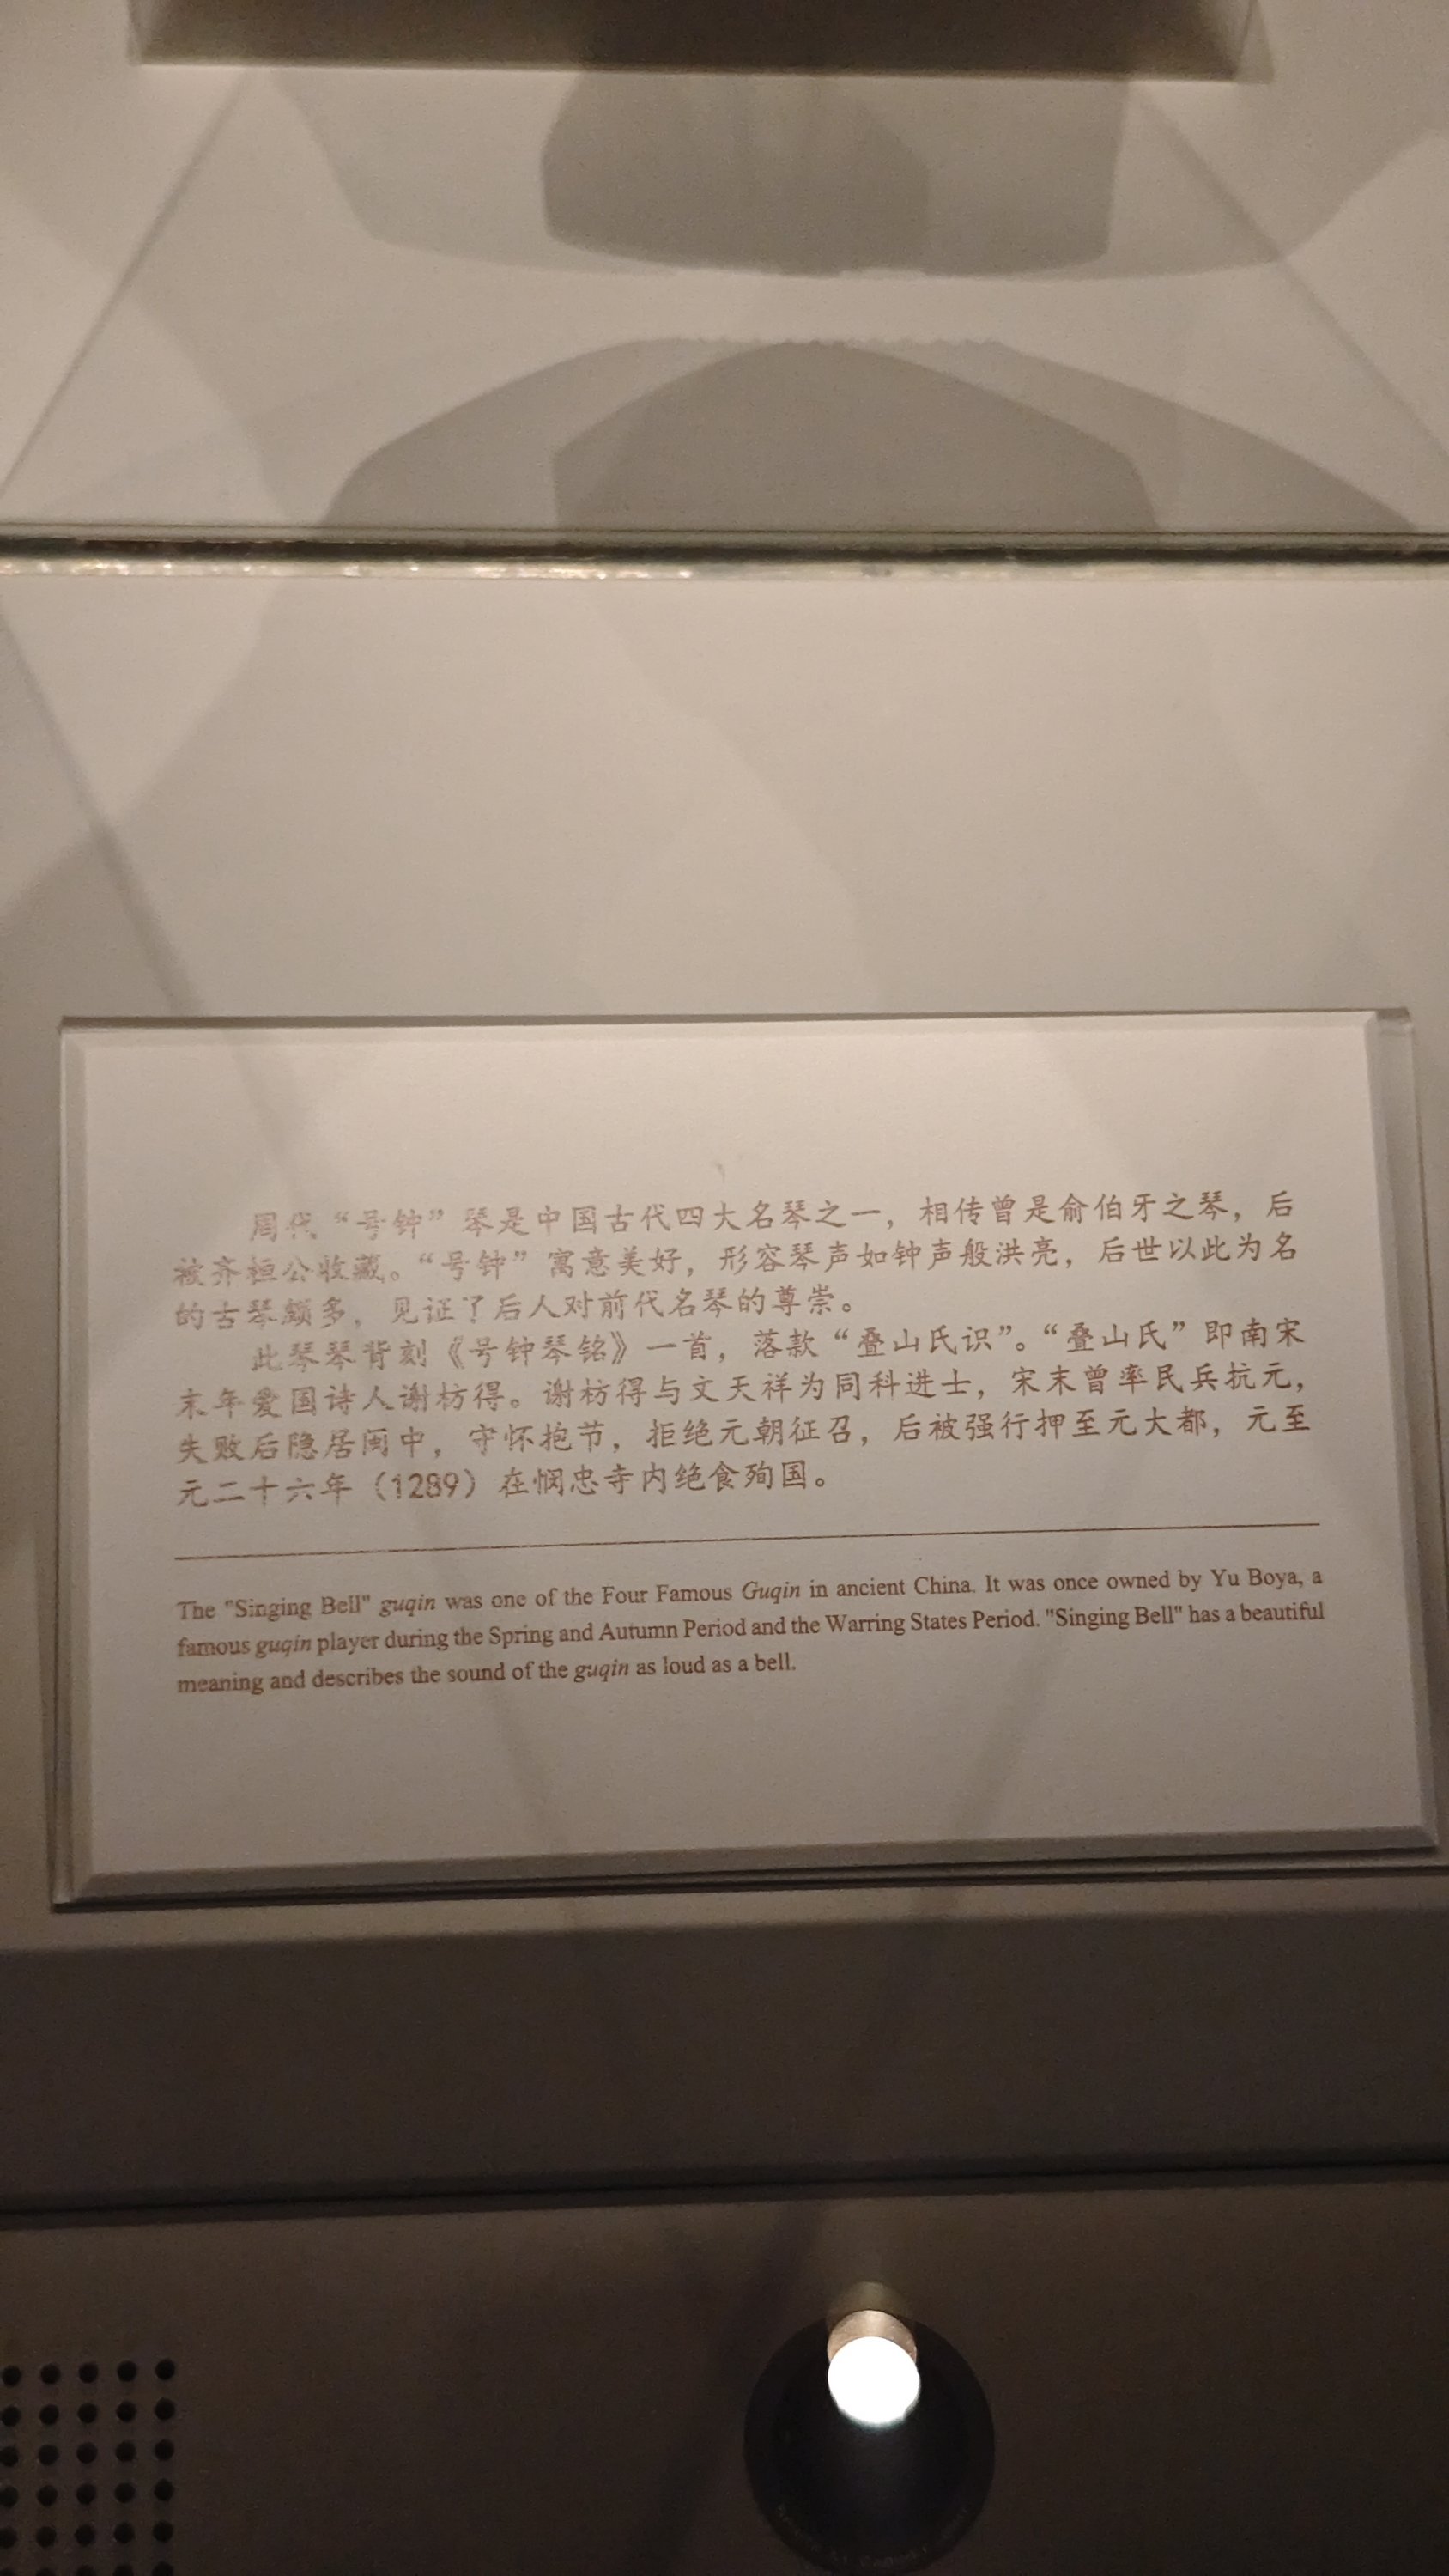 周代“号钟”琴是中国古代四大名琴之一，相传曾是俞伯牙之琴，后
被齐桓公收藏。“号钟”寓意美好，形容琴声如钟声般洪亮，后世以此为名
的古琴颇多，见证了后人对前代名琴的尊崇。
此琴琴背刻《号钟琴铭》一首，落款“叠山氏识”。“叠山氏”即南宋
末年爱国诗人谢枋得。谢枋得与文天祥为同科进士，宋末曾率民兵抗元，
失败后隐居闽中，守怀抱节，拒绝元朝征召，后被强行押至元大都，元至
元二十六年（1289）在悯忠寺内绝食殉国。
The "Singing Bell" guqin was one of the Four Famous Guqin in ancient China. It was once owned by Yu Boya, a
famous guqin player during the Spring and Autumn Period and the Warring States Period. "Singing Bell" has a beautiful
meaning and describes the sound of the guqin as loud as a bell.